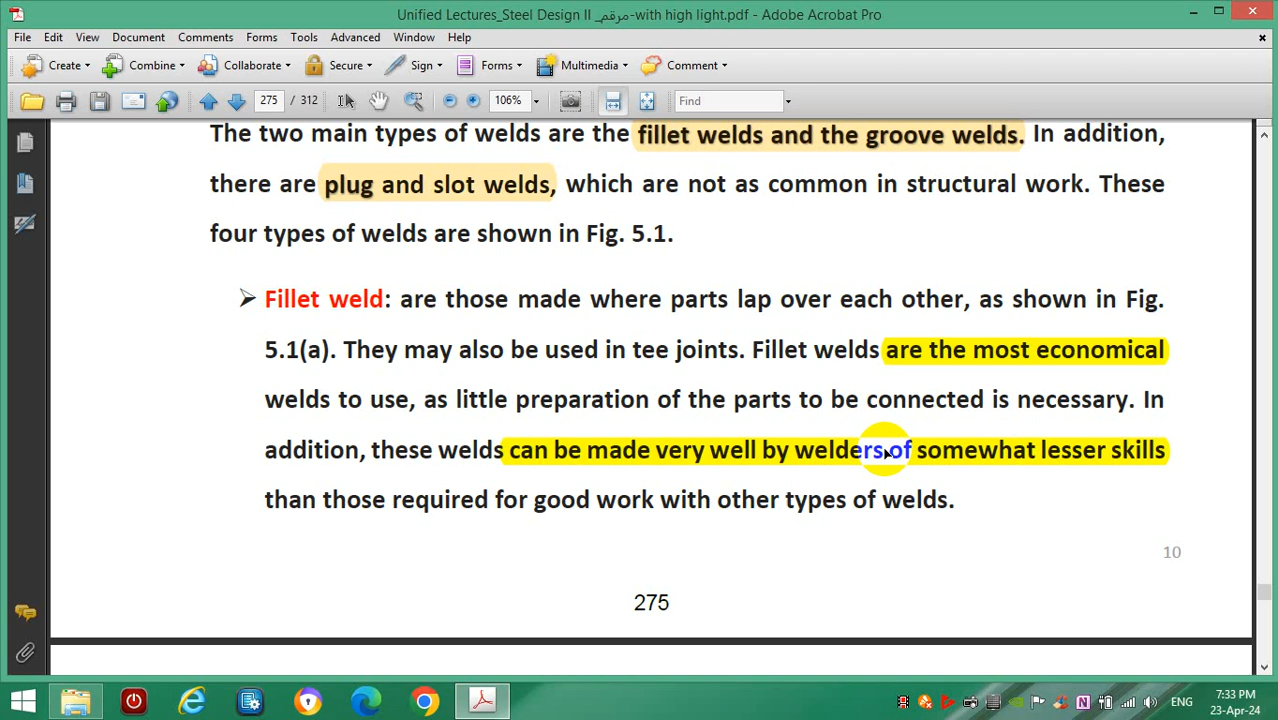 Unified Lectures_Steel Design II _مرقم-with high light.pdf - Adobe Acrobat Pro
File Edit View Document Comments Forms Tools Advanced Window Help
Create Combine Collaborate Secure Sign Forms Multimedia Comment
275 / 312 106% Find
The two main types of welds are the fillet welds and the groove welds. In addition,
there are plug and slot welds, which are not as common in structural work. These
four types of welds are shown in Fig. 5.1.
➢ Fillet weld: are those made where parts lap over each other, as shown in Fig.
5.1(a). They may also be used in tee joints. Fillet welds are the most economical
welds to use, as little preparation of the parts to be connected is necessary. In
addition, these welds can be made very well by welders of somewhat lesser skills
than those required for good work with other types of welds.
10
275
ENG
7:33 PM
23-Apr-24